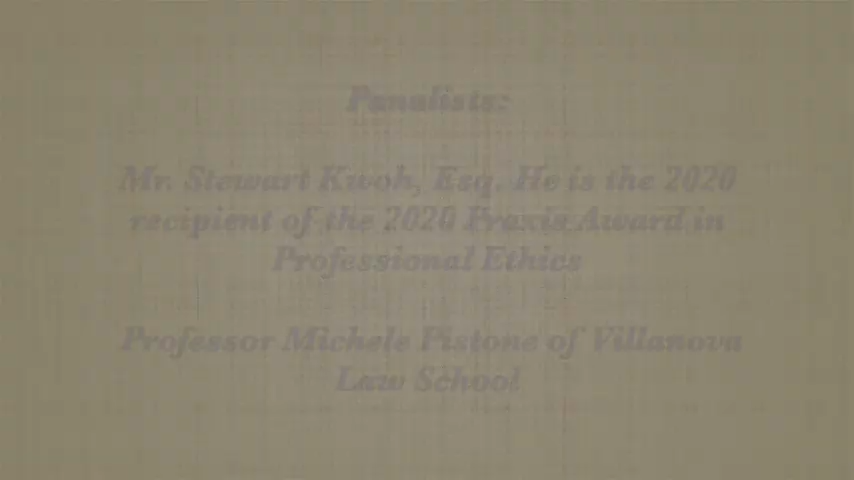 Panalists:
Mr. Stewart Kwoh, Esq. He is the 2020
recipient of the 2020 Praxis Award in
Professional Ethics
Professor Michele Pistone of Villanova
Law School